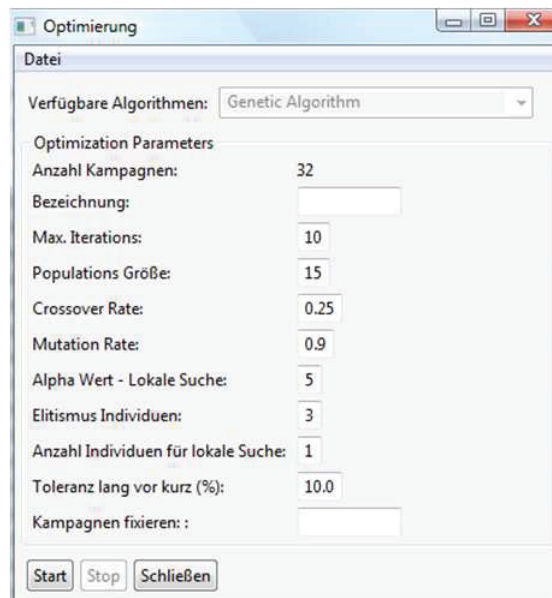 Optimierung
Datei
Verfügbare Algorithmen: Genetic Algorithm
Optimization Parameters
Anzahl Kampagnen: 32
Bezeichnung:
Max. Iterations: 10
Populations Größe: 15
Crossover Rate: 0.25
Mutation Rate: 0.9
Alpha Wert - Lokale Suche: 5
Elitismus Individuen: 3
Anzahl Individuen für lokale Suche: 1
Toleranz lang vor kurz (%): 10.0
Kampagnen fixieren: :
Start Stop Schließen